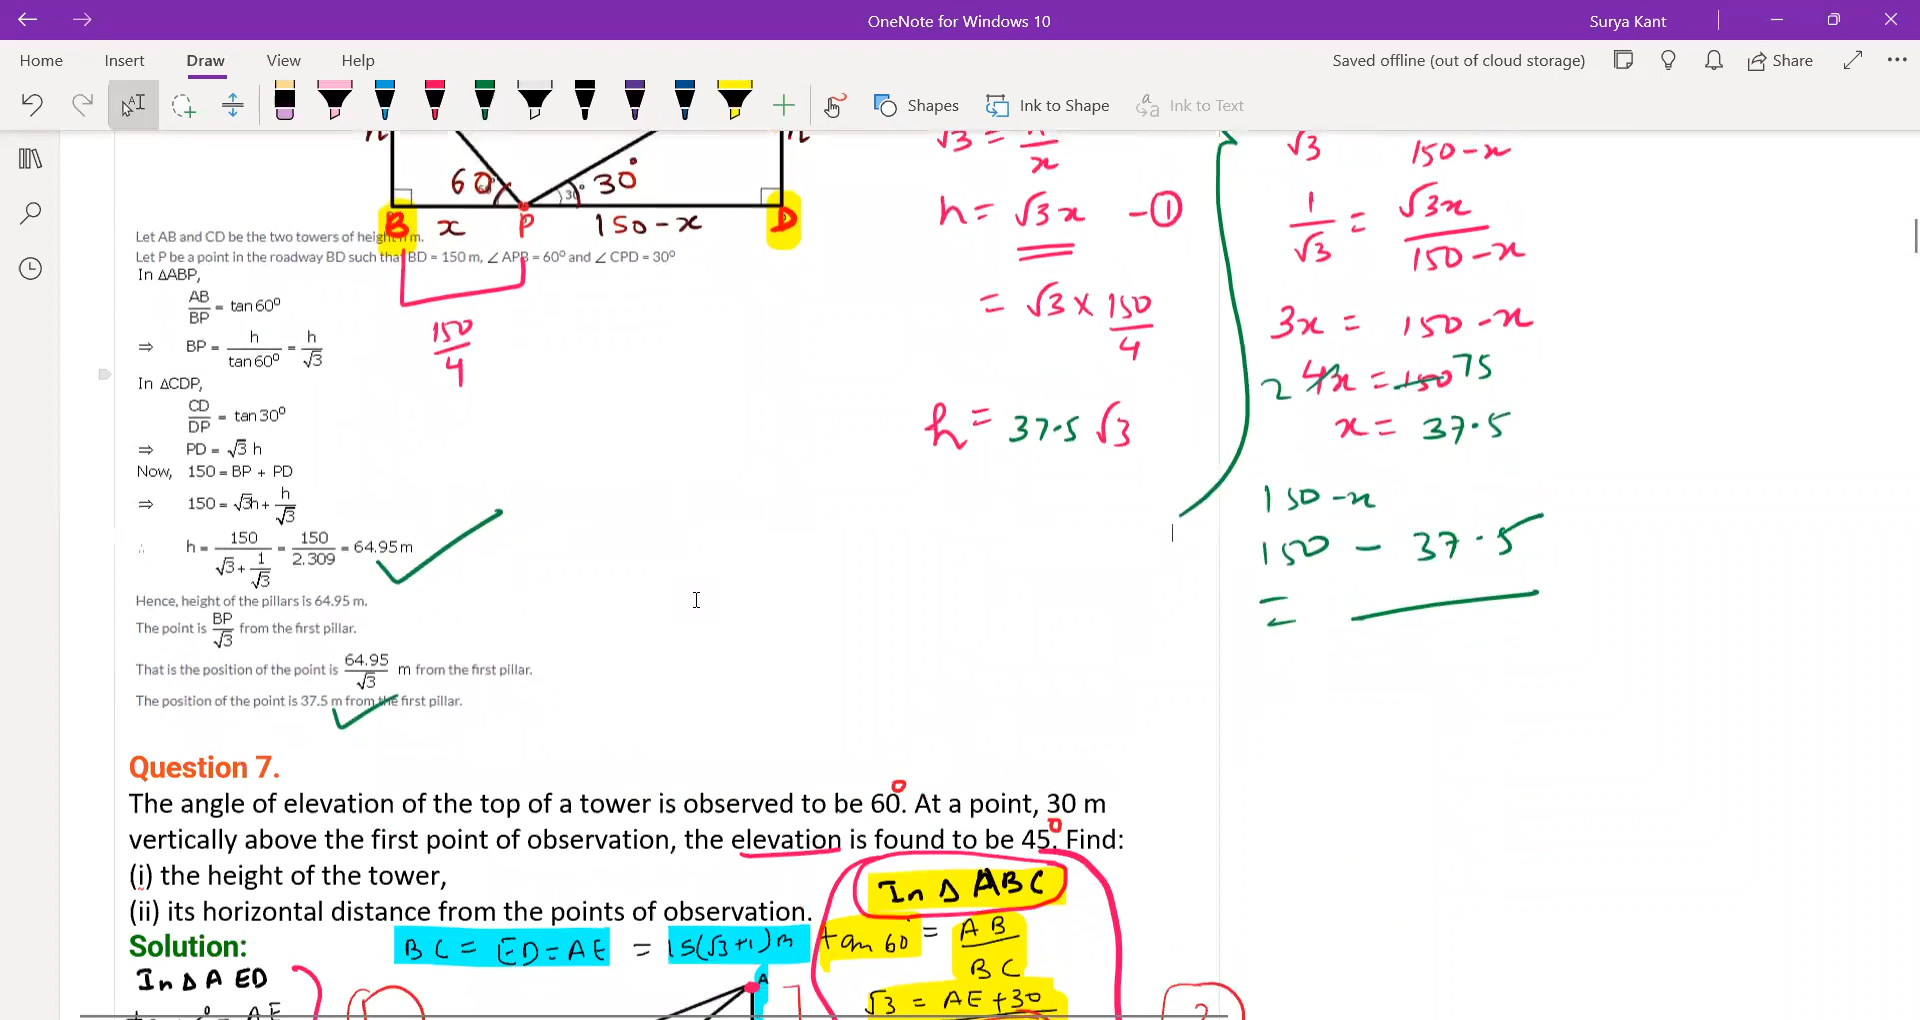 OneNote for Windows 10
Surya Kant
Home Insert Draw View Help
Saved offline (out of cloud storage)
Share
Shapes
Ink to Shape
Ink to Text
60° 30°
B x P 150-x D
Let AB and CD be the two towers of height h m.
Let P be a point in the roadway BD such that BD = 150 m, ∠ APB = 60⁰ and ∠ CPD = 30⁰
In ΔABP,
AB/BP = tan60⁰
⇒ BP = h/tan60⁰ = h/√3
In ΔCDP,
CD/DP = tan30⁰
⇒ PD = √3 h
Now, 150 = BP + PD
⇒ 150 = √3h + h/√3
∴ h = 150/(√3 + 1/√3) = 150/2.309 = 64.95m
Hence, height of the pillars is 64.95 m.
The point is BP/√3 from the first pillar.
That is the position of the point is 64.95/√3 m from the first pillar.
The position of the point is 37.5 m from the first pillar.
150/4
√3 = h/x
h = √3x -①
= √3 × 150/4
h = 37.5 √3
√3 150-x
1/√3 = √3x/150-x
3x = 150-x
2 4x = 150 75
x = 37.5
150-x
150 - 37.5
=
Question 7.
The angle of elevation of the top of a tower is observed to be 60°. At a point, 30 m
vertically above the first point of observation, the elevation is found to be 45°. Find:
(i) the height of the tower,
(ii) its horizontal distance from the points of observation.
Solution:
BC = ED = AE = 15(√3+1)m
In Δ ABC
tan 60 = AB/BC
√3 = AE+30
In Δ AED
A